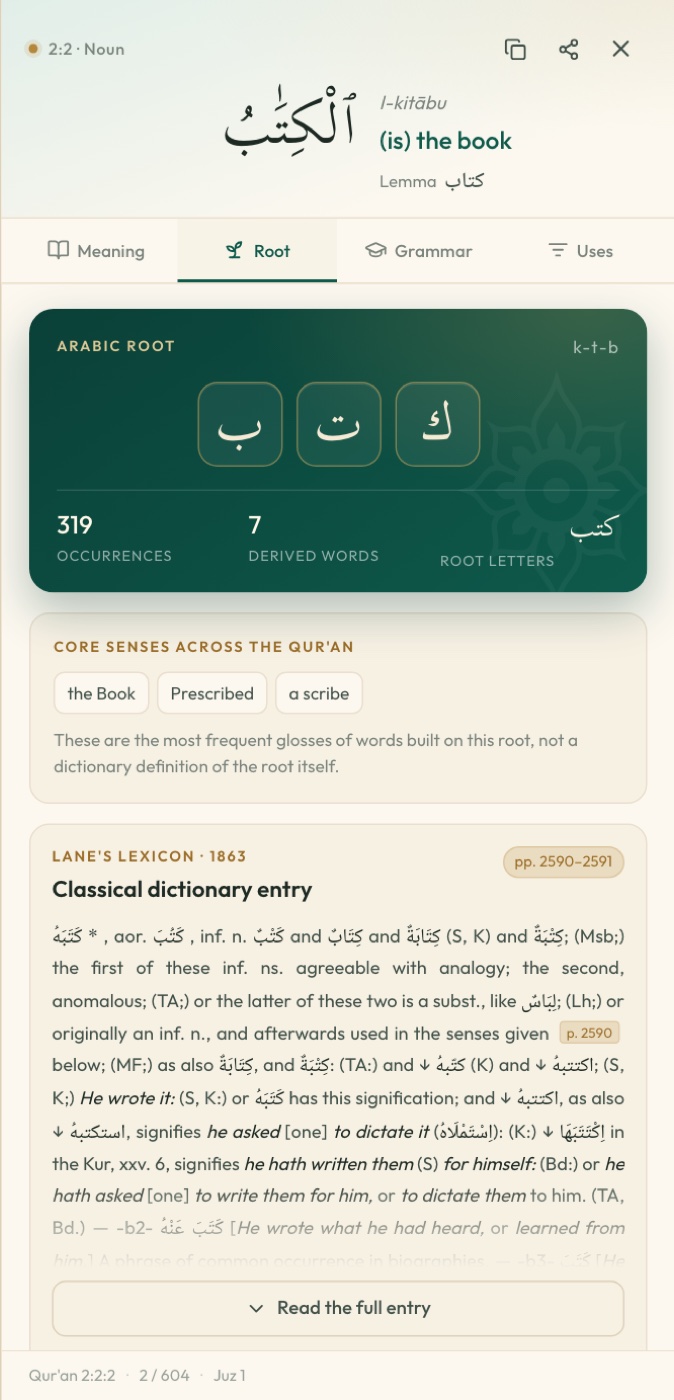 2:2 · Noun
ٱلْكِتَٰبُ
l-kitābu
(is) the book
Lemma كتاب
Meaning
Root
Grammar
Uses
ARABIC ROOT
k-t-b
ك ت ب
319
OCCURRENCES
7
DERIVED WORDS
كتب
ROOT LETTERS
CORE SENSES ACROSS THE QUR'AN
the Book
Prescribed
a scribe
These are the most frequent glosses of words built on this root, not a
dictionary definition of the root itself.
LANE'S LEXICON · 1863
pp. 2590–2591
Classical dictionary entry
كَتَبَهُ * , aor. كَتُبَ , inf. n. كَتْبٌ and كِتَابٌ and كِتَابَةٌ (S, K) and كِتْبَةٌ; (Msb;)
the first of these inf. ns. agreeable with analogy; the second,
anomalous; (TA;) or the latter of these two is a subst., like لِبَاسٌ; (Lh;) or
originally an inf. n., and afterwards used in the senses given p. 2590
below; (MF;) as also كِتَابَةٌ, and كِتْبَةٌ: (TA:) and ↓ كتّبهُ (K) and ↓ اكتتبهُ; (S,
K;) He wrote it: (S, K:) or كَتَبَهُ has this signification; and ↓ اكتتبهُ, as also
↓ استكتبهُ, signifies he asked [one] to dictate it (اِسْتَمْلَاهُ): (K:) ↓ اِكْتَتَبَهَا in
the Kur, xxv. 6, signifies he hath written them (S) for himself: (Bd:) or he
hath asked [one] to write them for him, or to dictate them to him. (TA,
Bd.) — -b2- كَتَبَ عَنْهُ [He wrote what he had heard, or learned from
him.] A phrase of common occurrence in biographies. — -b3- كَتَبَ [He
Read the full entry
Qur'an 2:2:2 · 2 / 604 · Juz 1